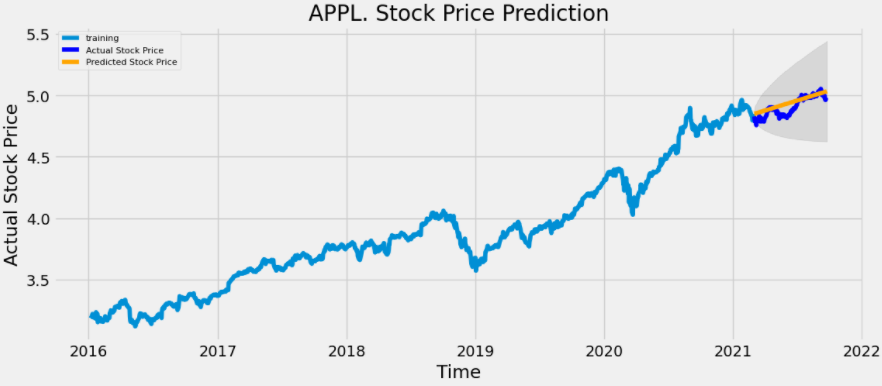 APPL. Stock Price Prediction
training
Actual Stock Price
Predicted Stock Price
Actual Stock Price
5.5
5.0
4.5
4.0
3.5
2016 2017 2018 2019 2020 2021 2022
Time